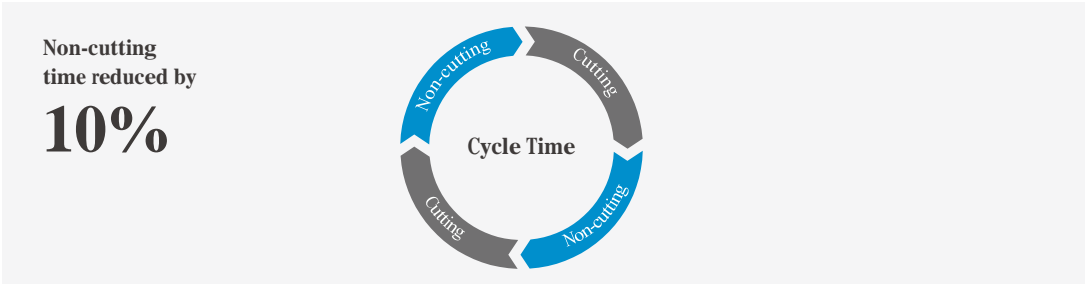 Non-cutting
time reduced by
10%
Non-cutting
Cutting
Cycle Time
Cutting
Non-cutting